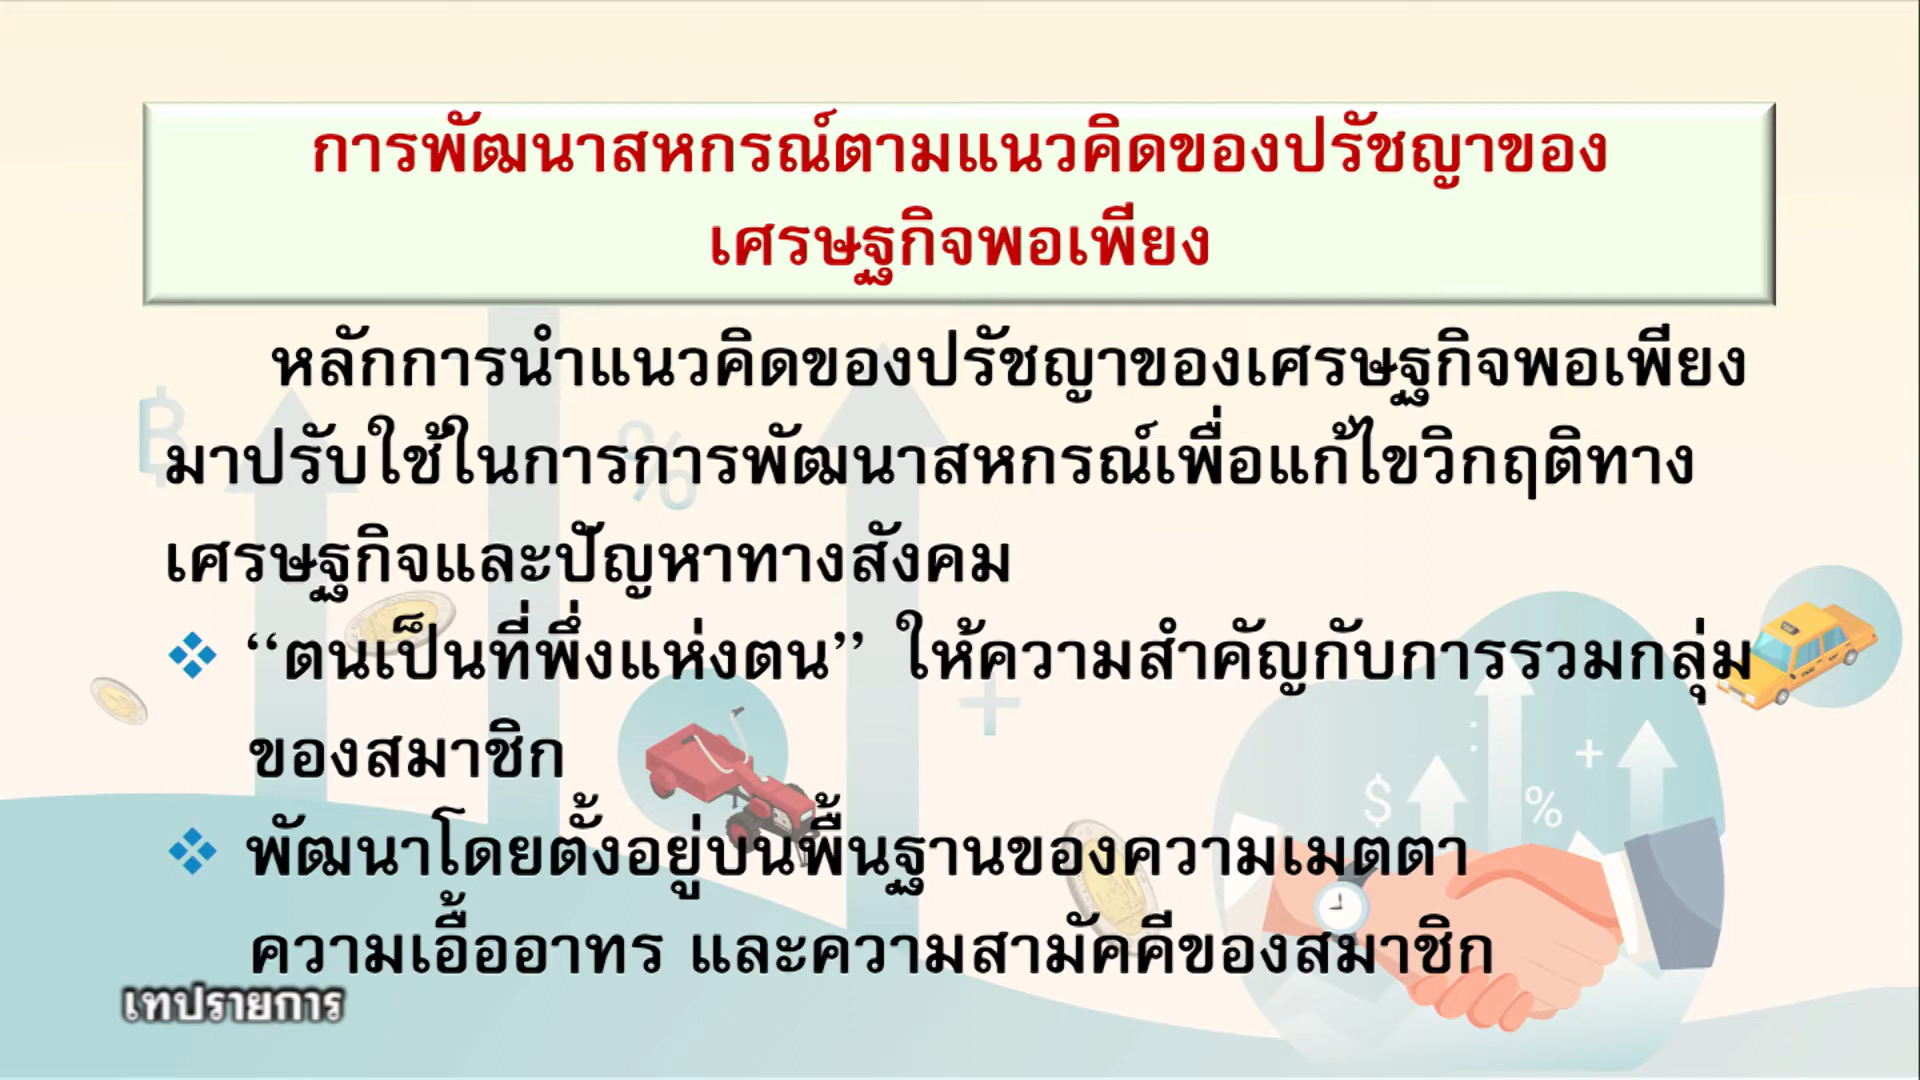 การพัฒนาสหกรณ์ตามแนวคิดของปรัชญาของ
เศรษฐกิจพอเพียง
หลักการนำแนวคิดของปรัชญาของเศรษฐกิจพอเพียง
มาปรับใช้ในการการพัฒนาสหกรณ์เพื่อแก้ไขวิกฤติทาง
เศรษฐกิจและปัญหาทางสังคม
❖ “ตนเป็นที่พึ่งแห่งตน” ให้ความสำคัญกับการรวมกลุ่ม
ของสมาชิก
❖ พัฒนาโดยตั้งอยู่บนพื้นฐานของความเมตตา
ความเอื้ออาทร และความสามัคคีของสมาชิก
เทปรายการ